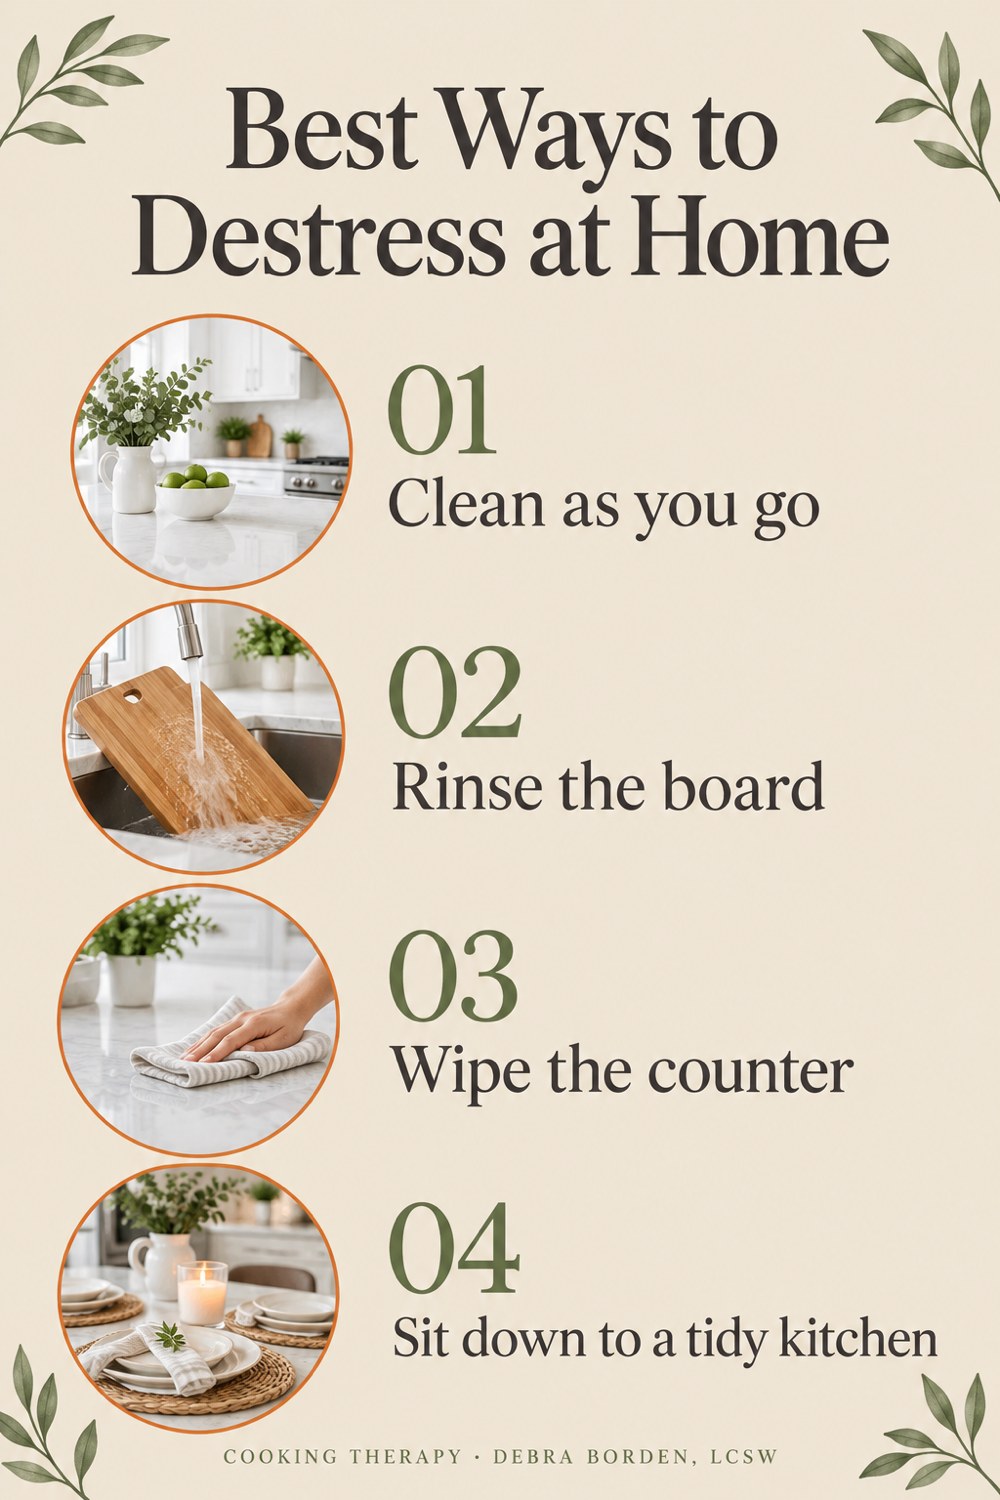 Best Ways to
Destress at Home
01
Clean as you go
02
Rinse the board
03
Wipe the counter
04
Sit down to a tidy kitchen
COOKING THERAPY · DEBRA BORDEN, LCSW